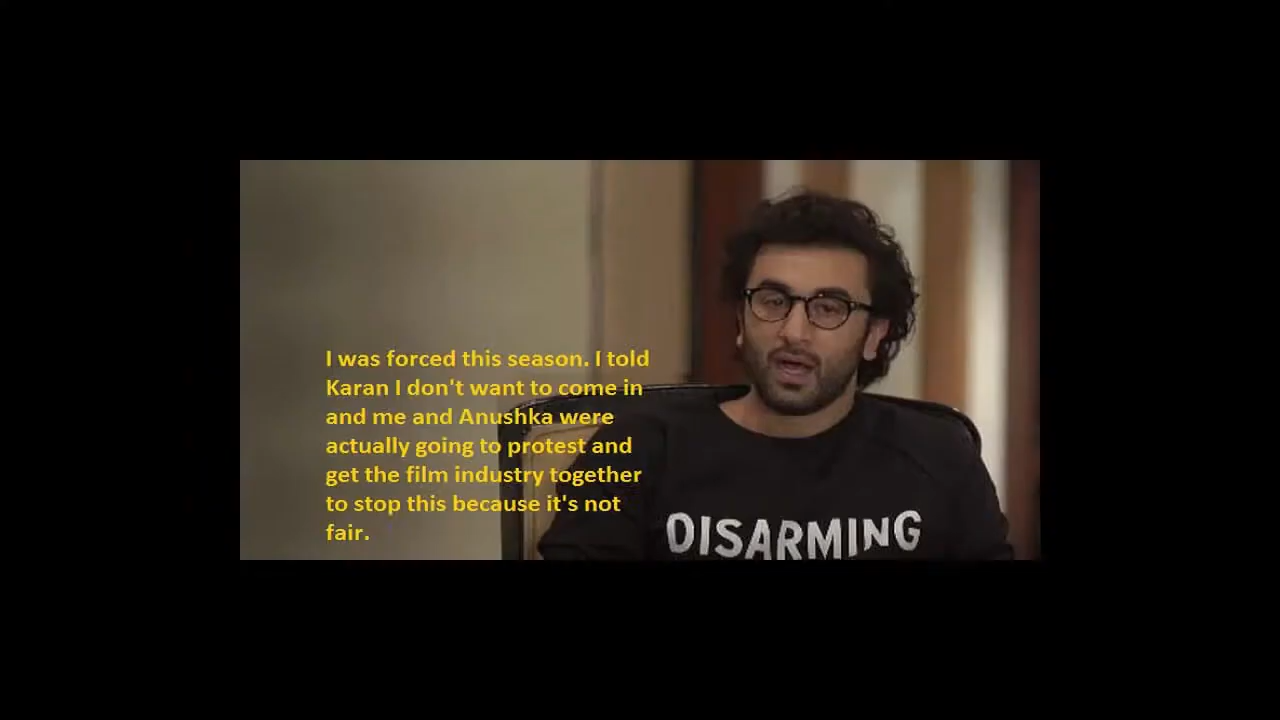 I was forced this season. I told
Karan I don't want to come in
and me and Anushka were
actually going to protest and
get the film industry together
to stop this because it's not
fair.
DISARMING